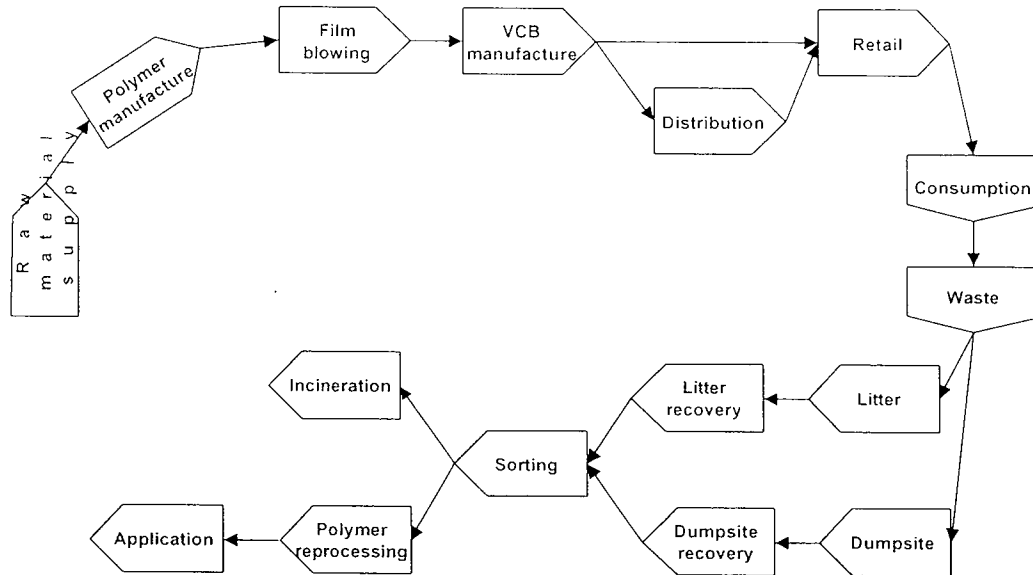 Raw
material
supply
Polymer
manufacture
Film
blowing
VCB
manufacture
Distribution
Retail
Consumption
Waste
Litter
Litter
recovery
Dumpsite
Dumpsite
recovery
Sorting
Incineration
Polymer
reprocessing
Application